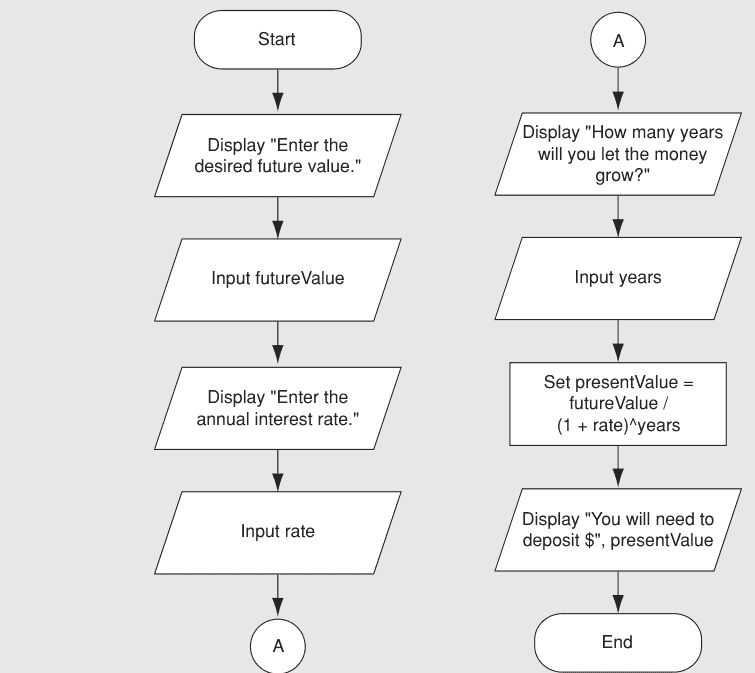 Start
Display "Enter the
desired future value."
Input futureValue
Display "Enter the
annual interest rate."
Input rate
A
A
Display "How many years
will you let the money
grow?"
Input years
Set presentValue =
futureValue /
(1 + rate)^years
Display "You will need to
deposit $", presentValue
End